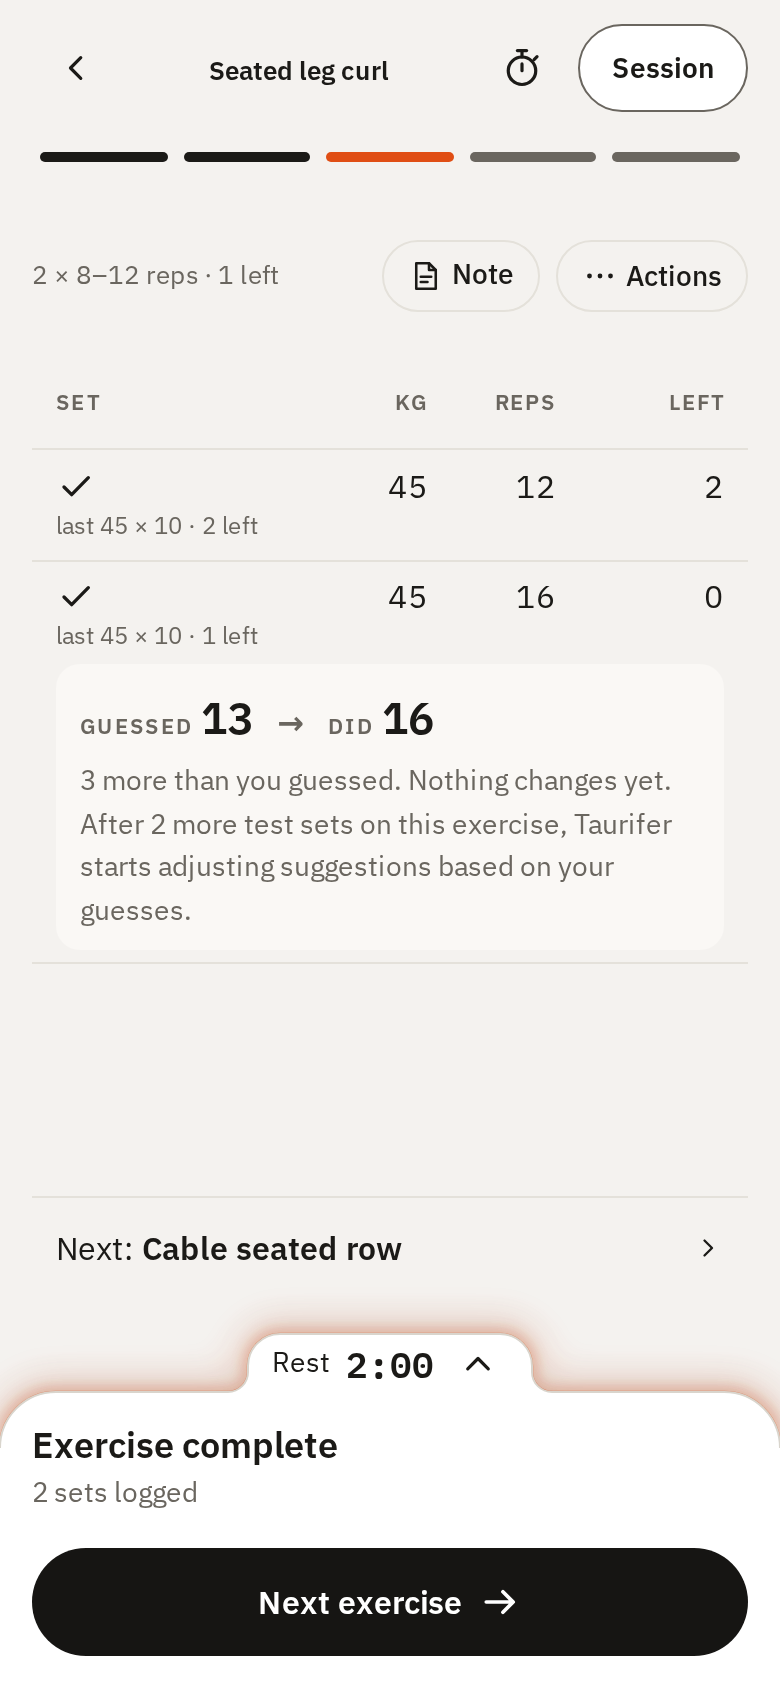 Seated leg curl
Session
2 × 8–12 reps · 1 left
Note
··· Actions
SET KG REPS LEFT
45 12 2
last 45 × 10 · 2 left
45 16 0
last 45 × 10 · 1 left
GUESSED 13 → DID 16
3 more than you guessed. Nothing changes yet.
After 2 more test sets on this exercise, Taurifer
starts adjusting suggestions based on your
guesses.
Next: Cable seated row
Rest 2:00
Exercise complete
2 sets logged
Next exercise →